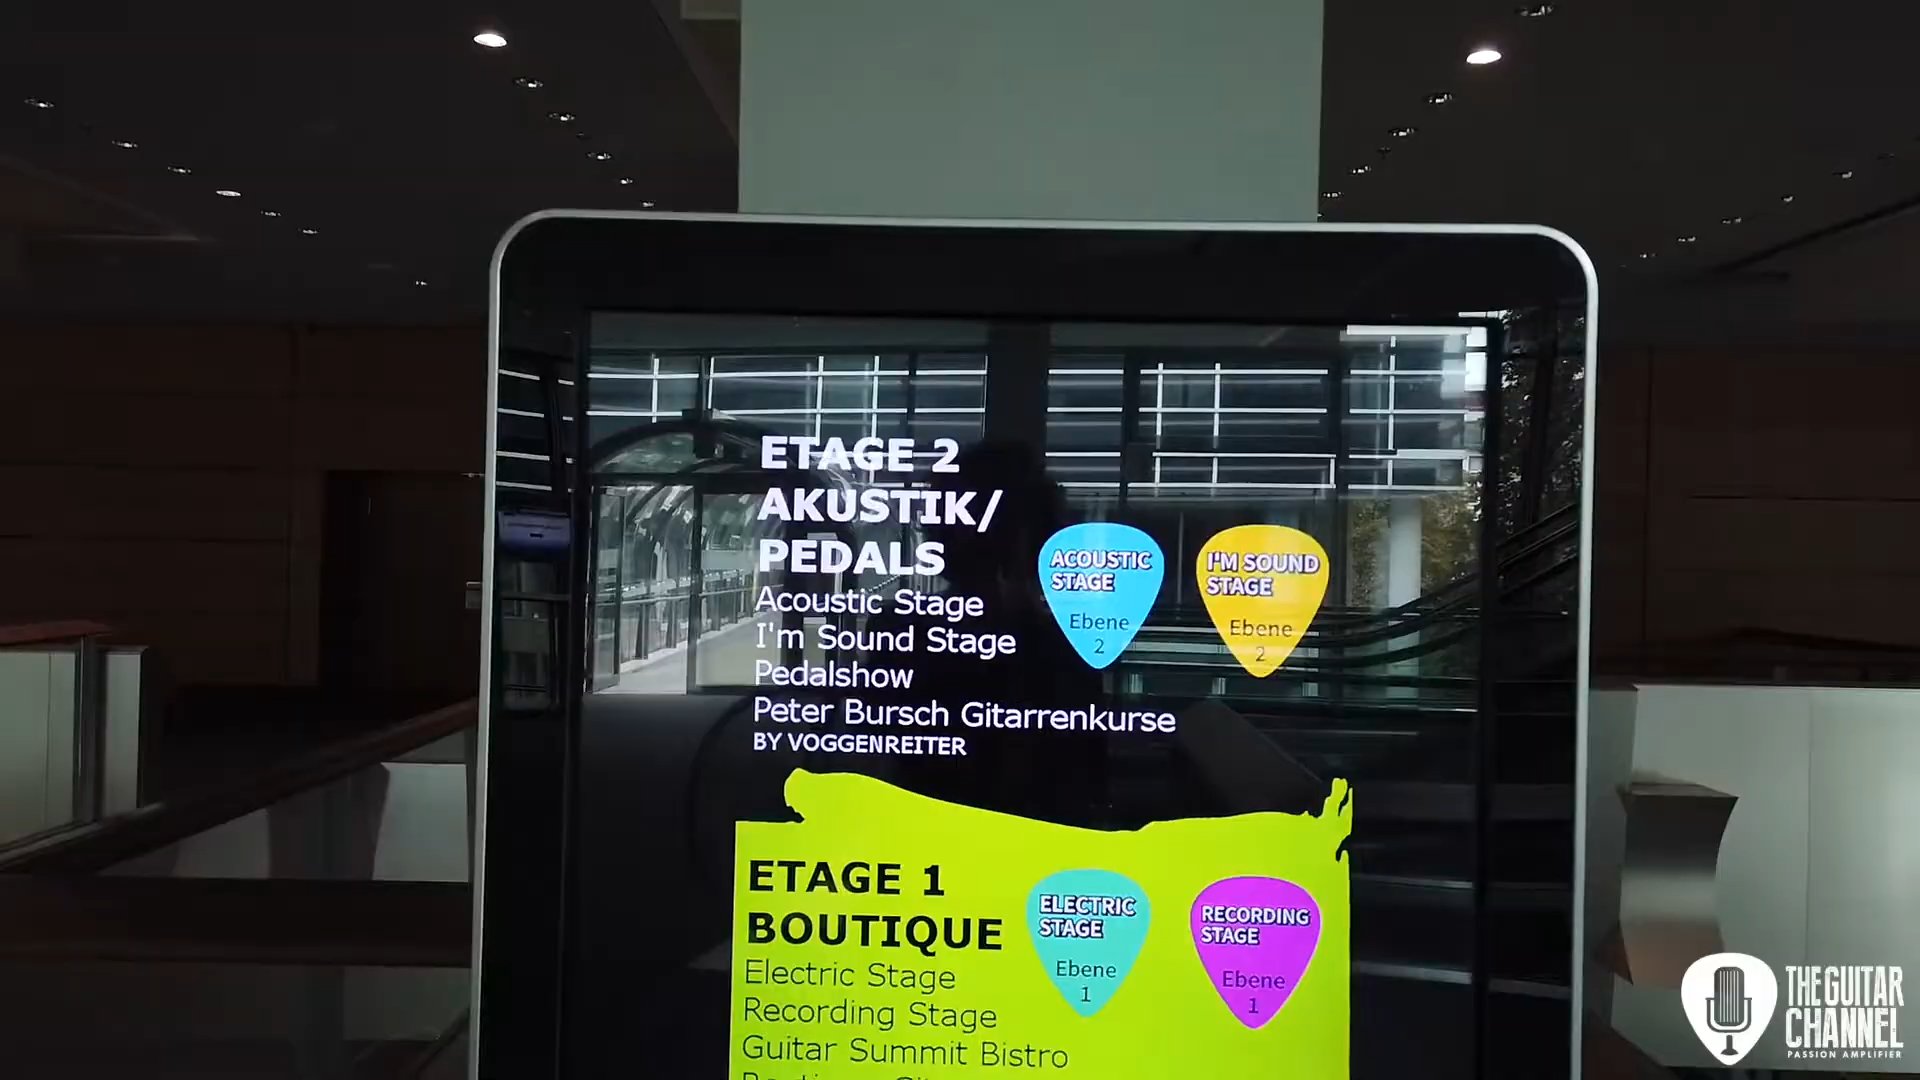 ETAGE 2
AKUSTIK/
PEDALS
Acoustic Stage
I'm Sound Stage
Pedalshow
Peter Bursch Gitarrenkurse
BY VOGGENREITER
ACOUSTIC
STAGE
Ebene
2
I'M SOUND
STAGE
Ebene
2
ETAGE 1
BOUTIQUE
Electric Stage
Recording Stage
Guitar Summit Bistro
ELECTRIC
STAGE
Ebene
1
RECORDING
STAGE
Ebene
1
THE GUITAR
CHANNEL
PASSION AMPLIFIER